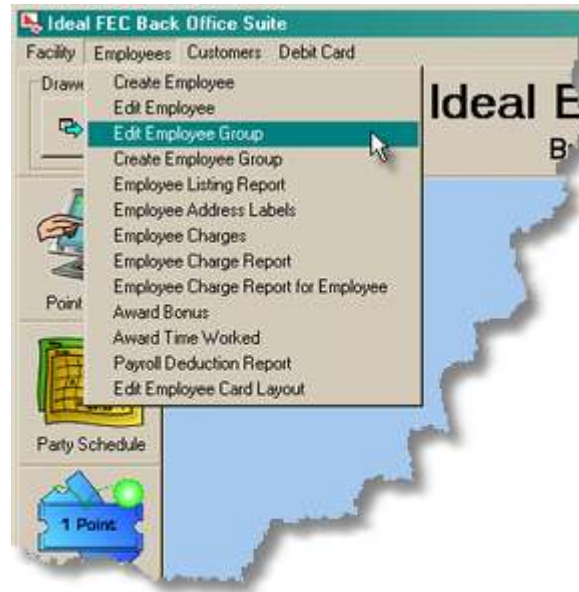 Ideal FEC Back Office Suite
Facility Employees Customers Debit Card
Create Employee
Edit Employee
Edit Employee Group
Create Employee Group
Employee Listing Report
Employee Address Labels
Employee Charges
Employee Charge Report
Employee Charge Report for Employee
Award Bonus
Award Time Worked
Payroll Deduction Report
Edit Employee Card Layout
Ideal
Point
Party Schedule
1 Point